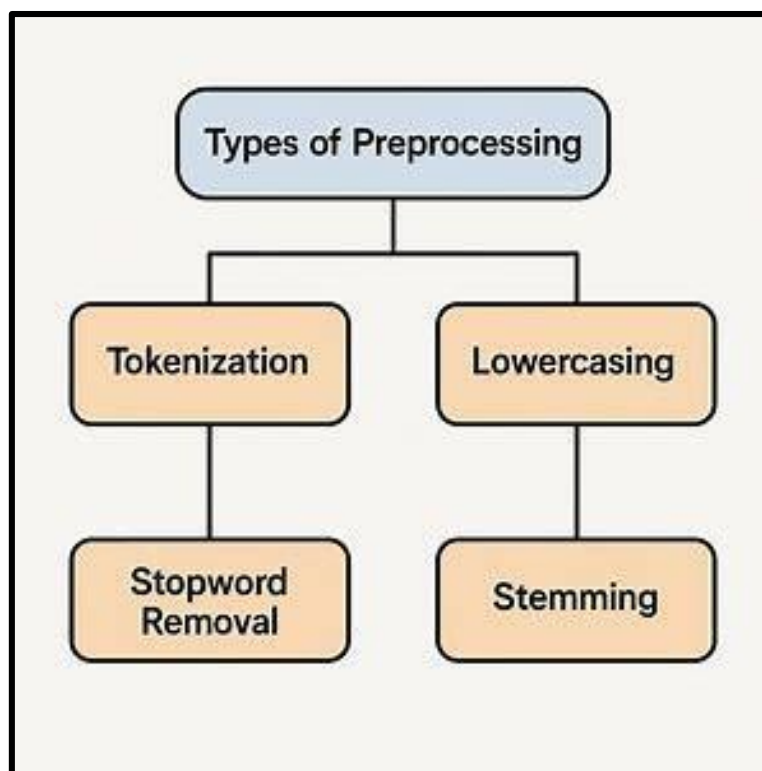 Types of Preprocessing
Tokenization
Lowercasing
Stopword
Removal
Stemming